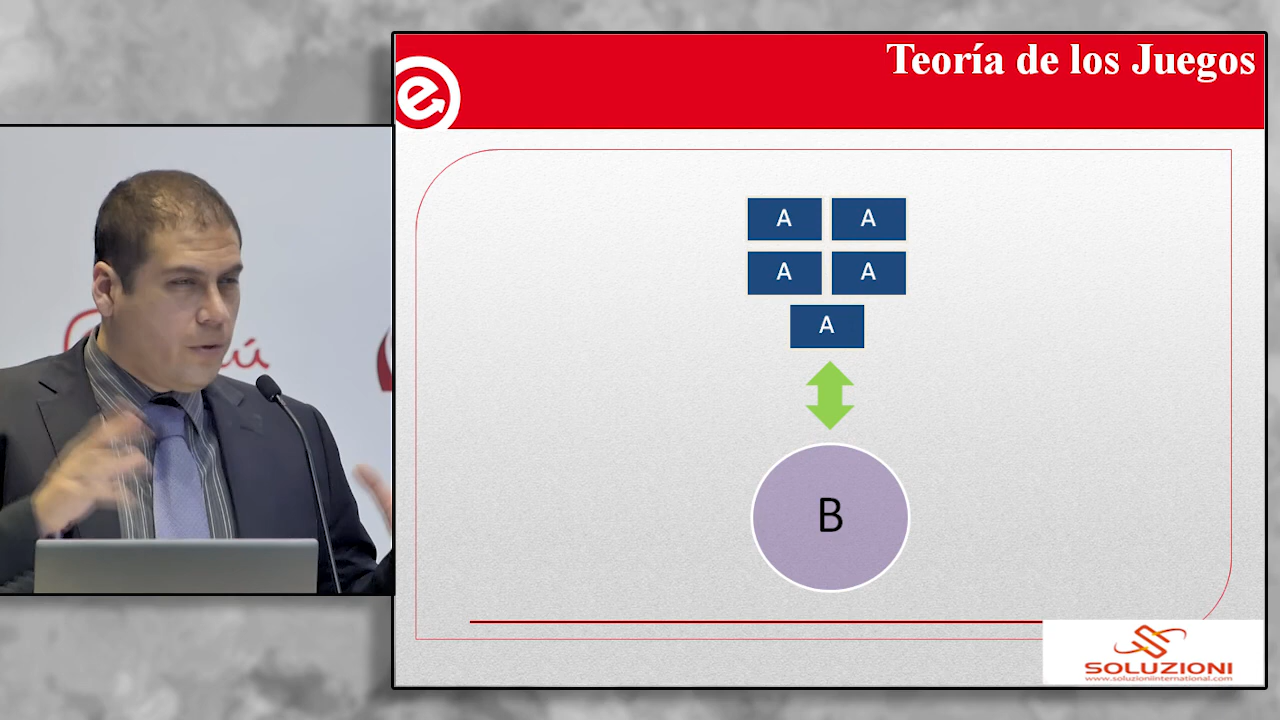 Teoría de los Juegos
A A
A A
A
B
SOLUZIONI
www.soluzioniinternational.com